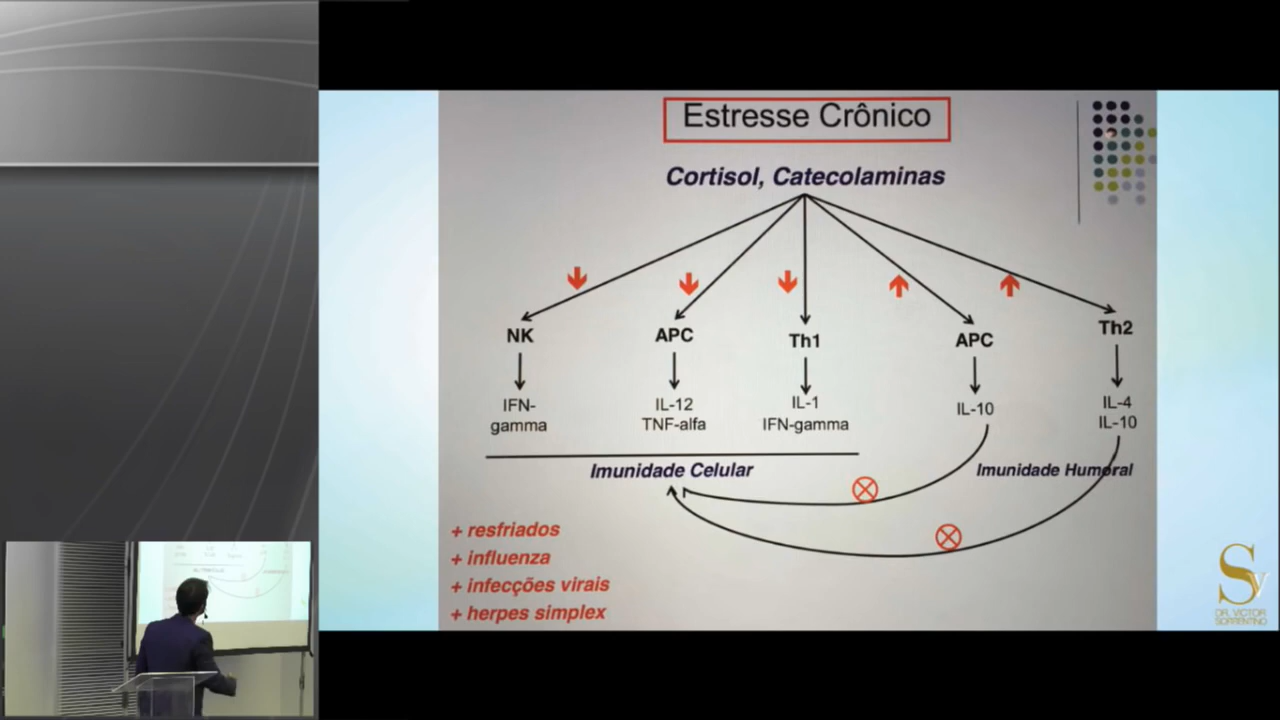 Estresse Crônico
Cortisol, Catecolaminas
NK
APC
Th1
APC
Th2
IFN-
gamma
IL-12
TNF-alfa
IL-1
IFN-gamma
IL-10
IL-4
IL-10
Imunidade Celular
Imunidade Humoral
+ resfriados
+ influenza
+ infecções virais
+ herpes simplex
Sv
DR. VICTOR
SORRENTINO